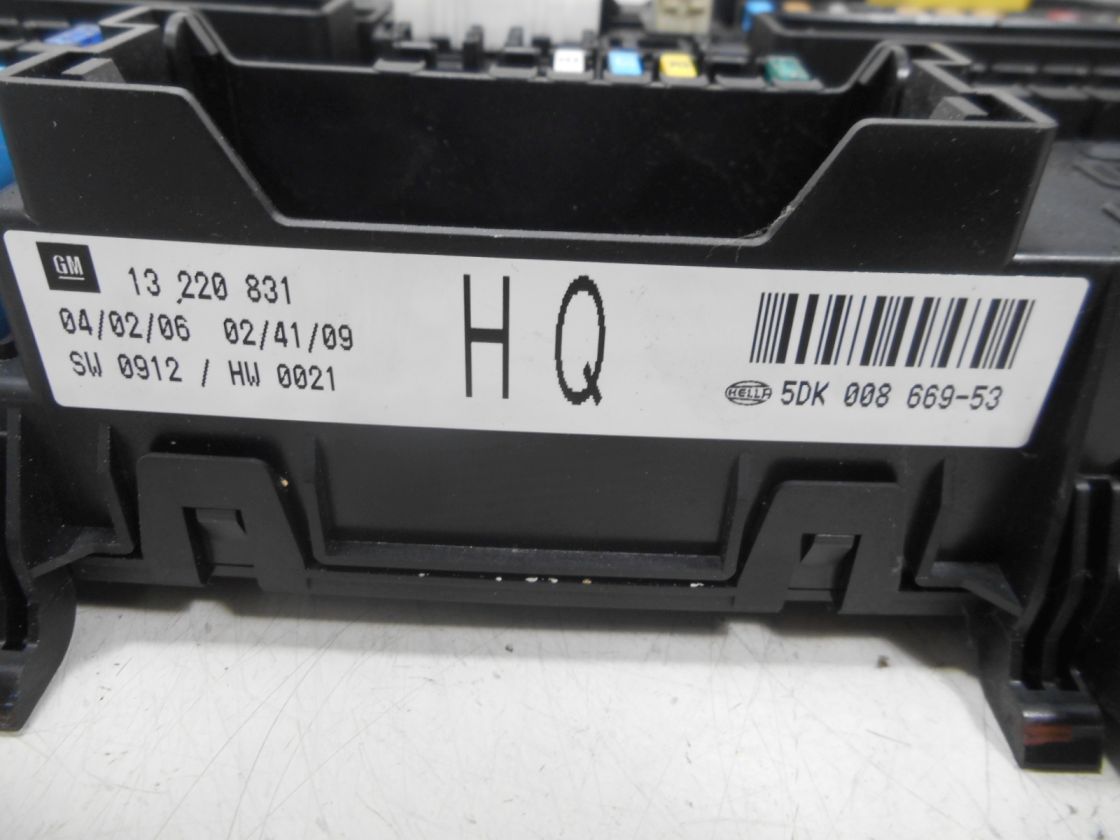 GM
13 220 831
04/02/06 02/41/09
SW 0912 / HW 0021
HQ
HELLA 5DK 008 669-53